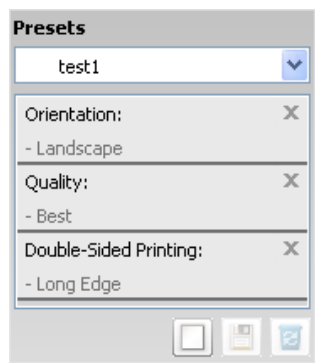 Presets
test1
Orientation:
- Landscape
Quality:
- Best
Double-Sided Printing:
- Long Edge